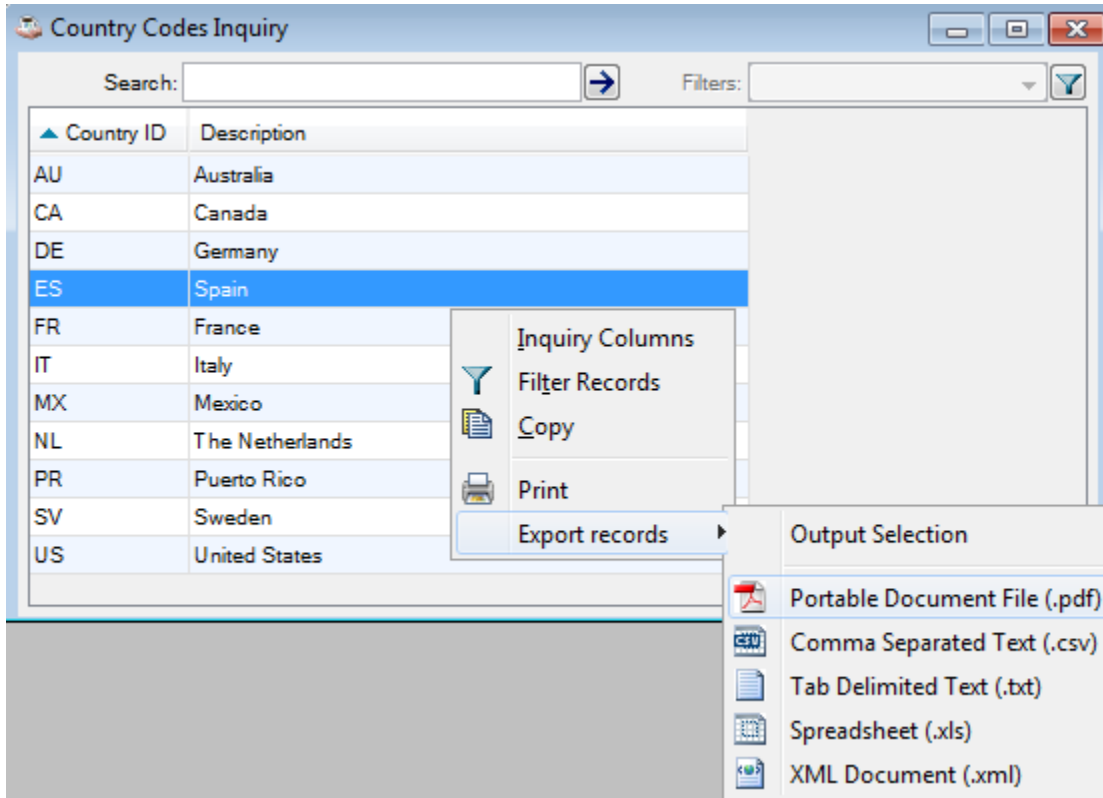 Country Codes Inquiry
Search: Filters:
Country ID Description
AU Australia
CA Canada
DE Germany
ES Spain
FR France
IT Italy
MX Mexico
NL The Netherlands
PR Puerto Rico
SV Sweden
US United States
Inquiry Columns
Filter Records
Copy
Print
Export records
Output Selection
Portable Document File (.pdf)
Comma Separated Text (.csv)
Tab Delimited Text (.txt)
Spreadsheet (.xls)
XML Document (.xml)